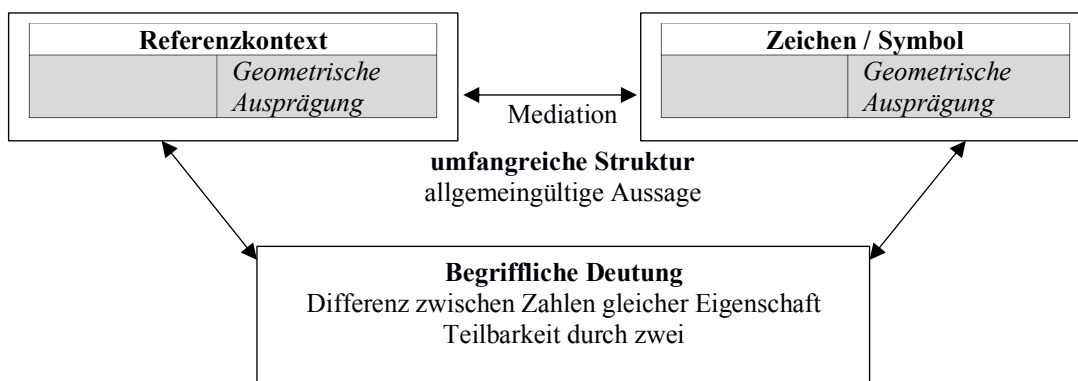 Referenzkontext
Geometrische
Ausprägung
Zeichen / Symbol
Geometrische
Ausprägung
Mediation
umfangreiche Struktur
allgemeingültige Aussage
Begriffliche Deutung
Differenz zwischen Zahlen gleicher Eigenschaft
Teilbarkeit durch zwei